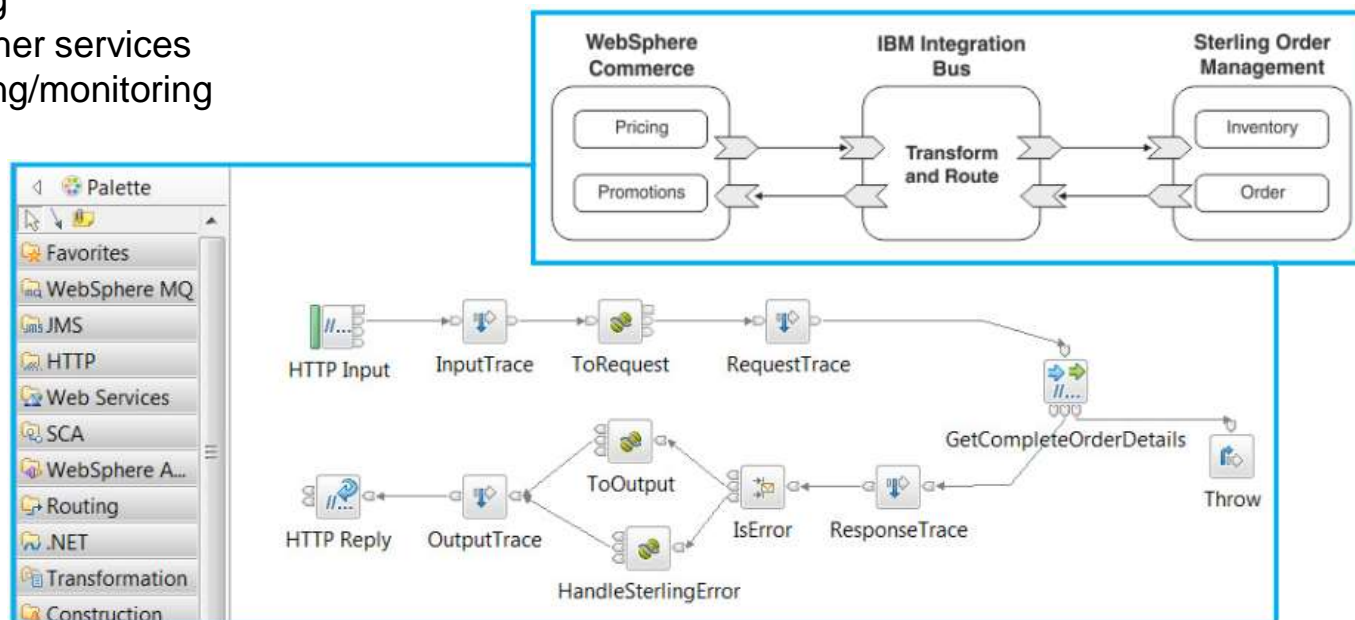 g
ner services
ng/monitoring
WebSphere Commerce
IBM Integration Bus
Sterling Order Management
Pricing
Promotions
Transform and Route
Inventory
Order
Palette
Favorites
WebSphere MQ
JMS
HTTP
Web Services
SCA
WebSphere A...
Routing
.NET
Transformation
Construction
HTTP Input
InputTrace
ToRequest
RequestTrace
GetCompleteOrderDetails
Throw
ToOutput
IsError
ResponseTrace
HTTP Reply
OutputTrace
HandleSterlingError